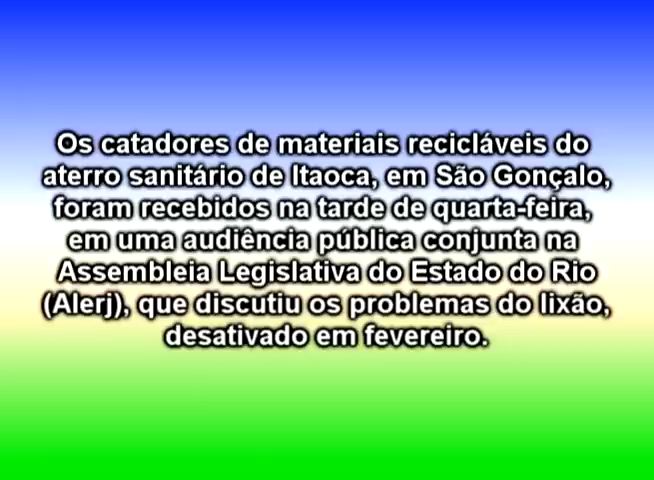 Os catadores de materiais recicláveis do
aterro sanitário de Itaoca, em São Gonçalo,
foram recebidos na tarde de quarta-feira,
em uma audiência pública conjunta na
Assembleia Legislativa do Estado do Rio
(Alerj), que discutiu os problemas do lixão,
desativado em fevereiro.